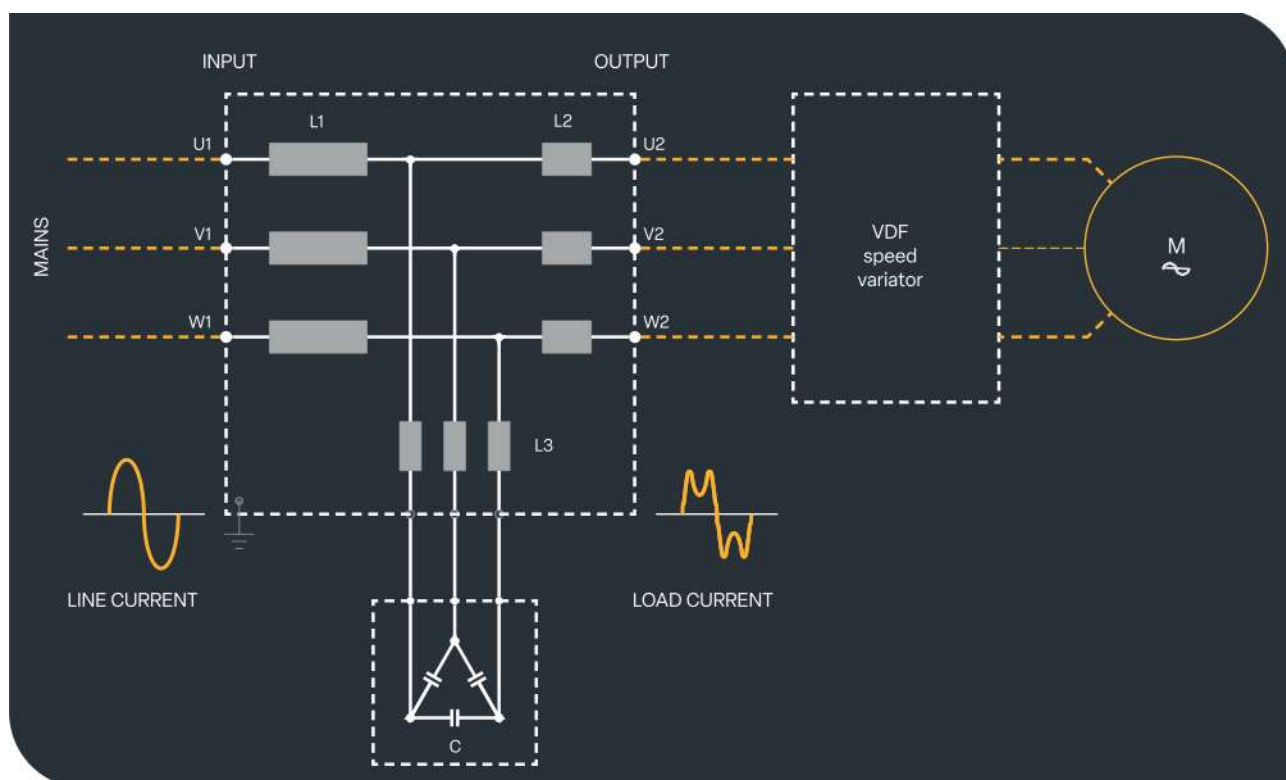 INPUT
OUTPUT
L1
L2
U1
U2
V1
V2
W1
W2
MAINS
VDF
speed
variator
M
L3
LINE CURRENT
LOAD CURRENT
C